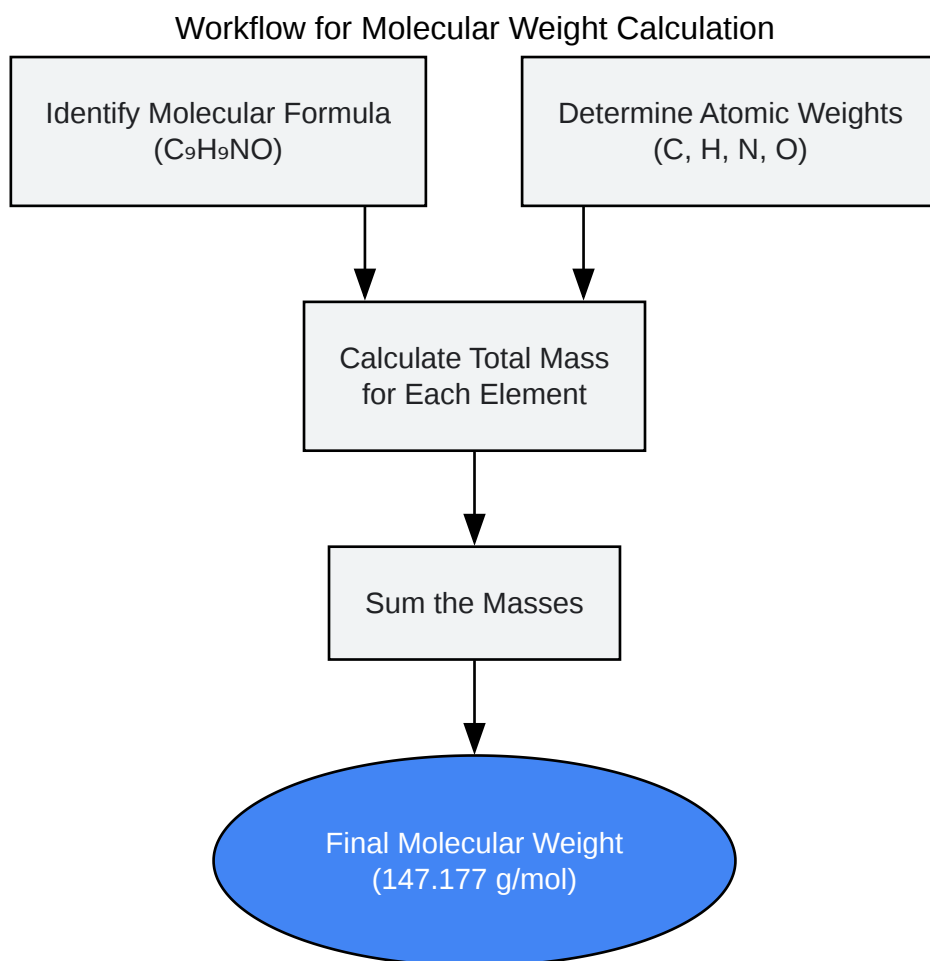 Workflow for Molecular Weight Calculation
Identify Molecular Formula
(C₉H₉NO)
Determine Atomic Weights
(C, H, N, O)
Calculate Total Mass
for Each Element
Sum the Masses
Final Molecular Weight
(147.177 g/mol)